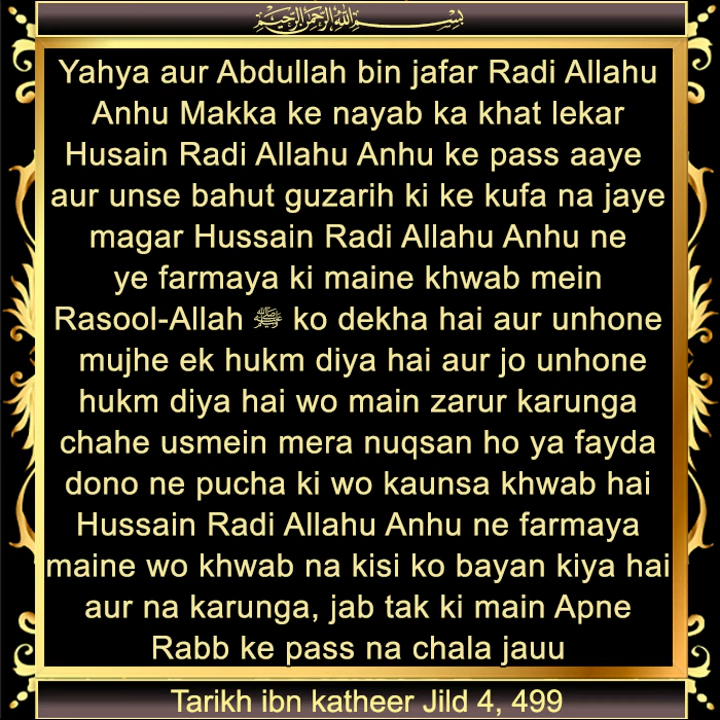 بِسْمِ اللهِ الرَّحْمٰنِ الرَّحِيْمِ
Yahya aur Abdullah bin jafar Radi Allahu
Anhu Makka ke nayab ka khat lekar
Husain Radi Allahu Anhu ke pass aaye
aur unse bahut guzarih ki ke kufa na jaye
magar Hussain Radi Allahu Anhu ne
ye farmaya ki maine khwab mein
Rasool-Allah ﷺ ko dekha hai aur unhone
mujhe ek hukm diya hai aur jo unhone
hukm diya hai wo main zarur karunga
chahe usmein mera nuqsan ho ya fayda
dono ne pucha ki wo kaunsa khwab hai
Hussain Radi Allahu Anhu ne farmaya
maine wo khwab na kisi ko bayan kiya hai
aur na karunga, jab tak ki main Apne
Rabb ke pass na chala jauu
Tarikh ibn katheer Jild 4, 499